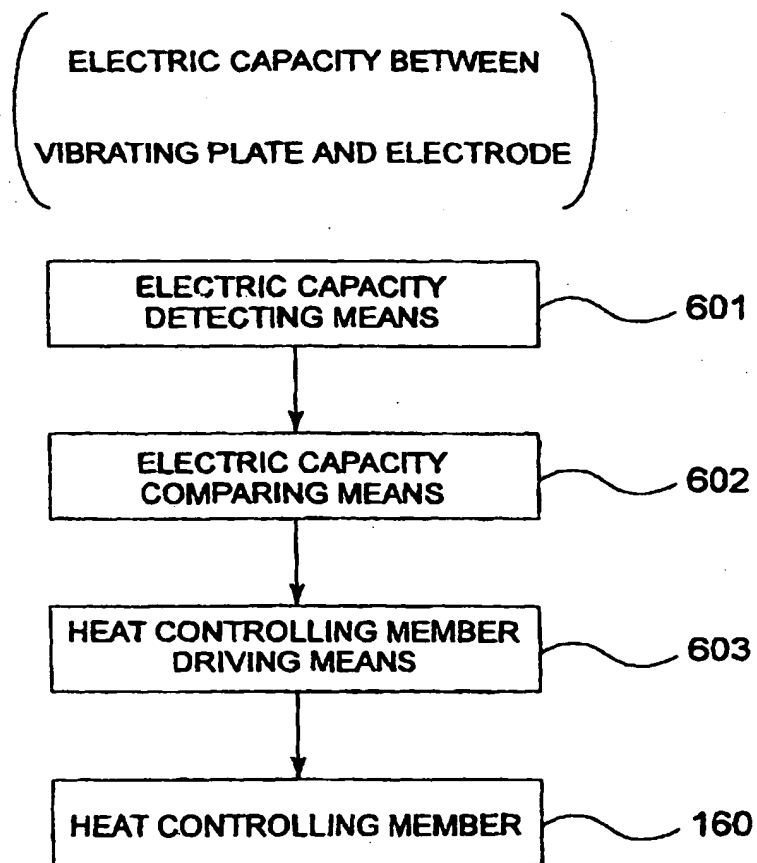 ELECTRIC CAPACITY BETWEEN
VIBRATING PLATE AND ELECTRODE
ELECTRIC CAPACITY
DETECTING MEANS
601
ELECTRIC CAPACITY
COMPARING MEANS
602
HEAT CONTROLLING MEMBER
DRIVING MEANS
603
HEAT CONTROLLING MEMBER
160